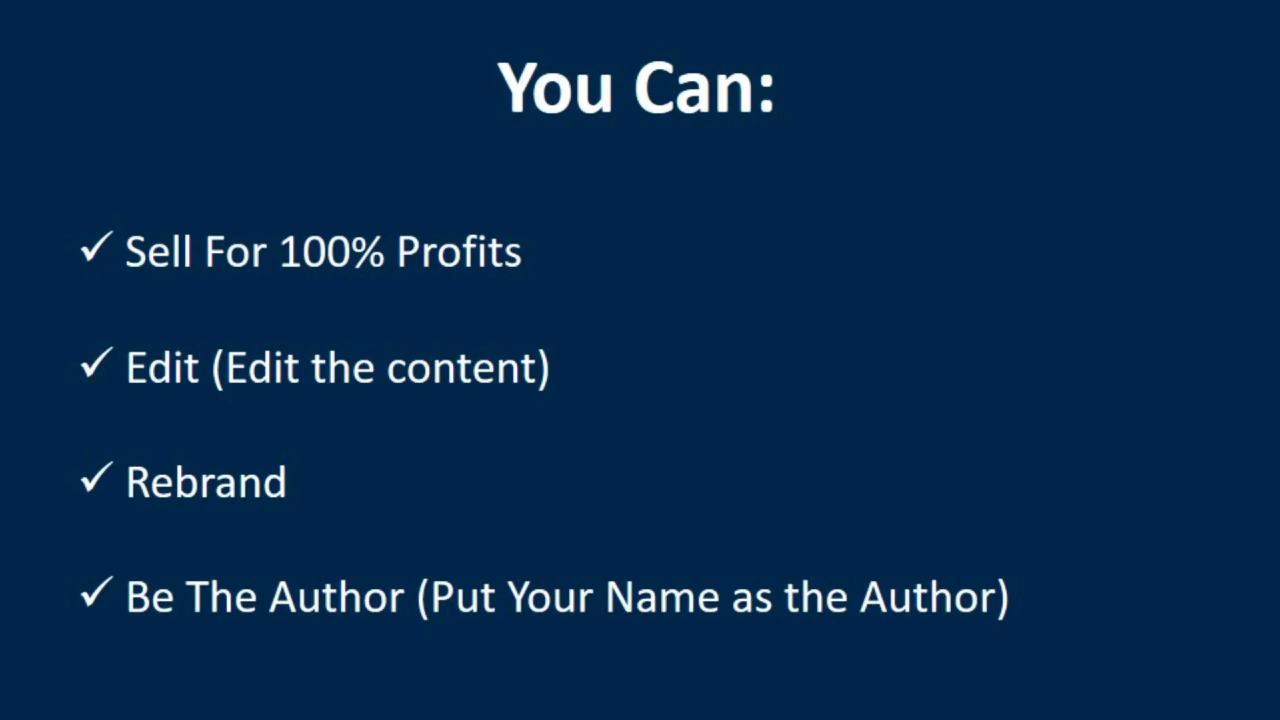 You Can:
✓ Sell For 100% Profits
✓ Edit (Edit the content)
✓ Rebrand
✓ Be The Author (Put Your Name as the Author)